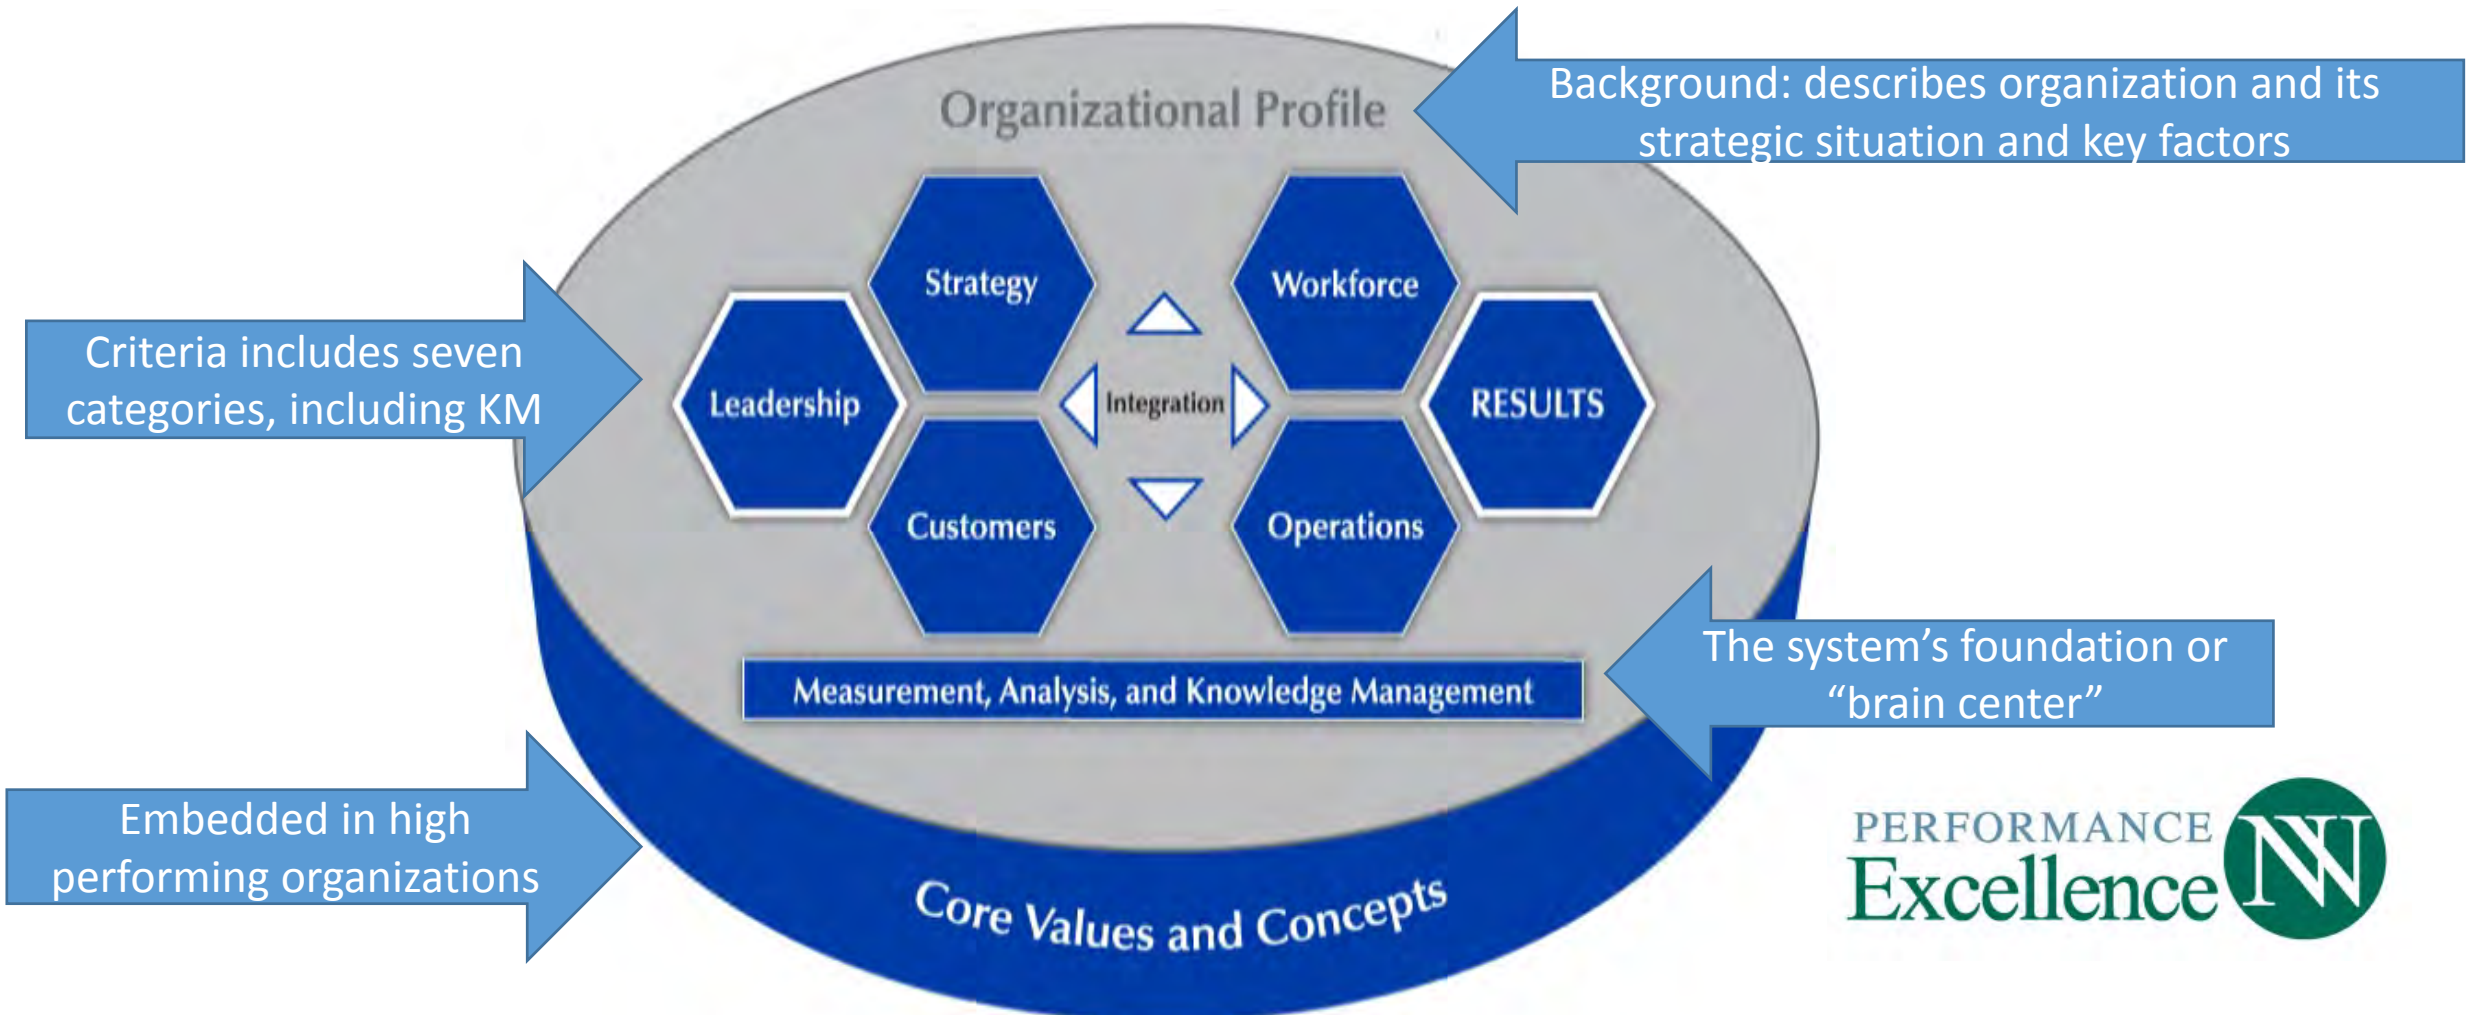 Organizational Profile
Background: describes organization and its
strategic situation and key factors
Strategy
Workforce
Criteria includes seven
categories, including KM
Leadership
Integration
RESULTS
Customers
Operations
The system’s foundation or
“brain center”
Measurement, Analysis, and Knowledge Management
Embedded in high
performing organizations
Core Values and Concepts
PERFORMANCE
Excellence
NW